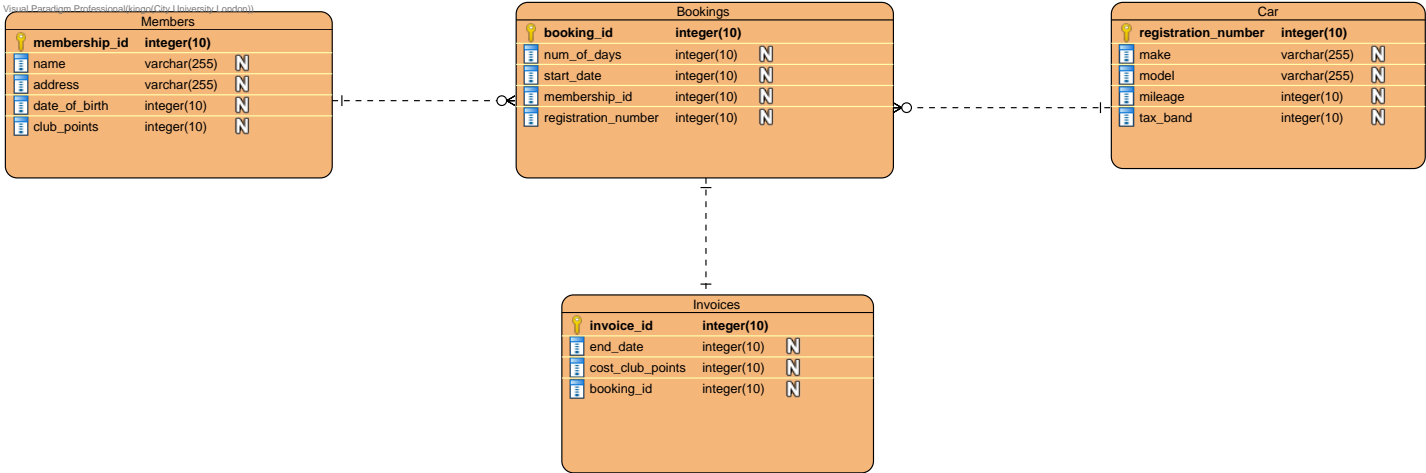 Visual Paradigm Professional(kingo(City University London))
Members
membership_id integer(10)
name varchar(255) N
address varchar(255) N
date_of_birth integer(10) N
club_points integer(10) N
Bookings
booking_id integer(10)
num_of_days integer(10) N
start_date integer(10) N
membership_id integer(10) N
registration_number integer(10) N
Car
registration_number integer(10)
make varchar(255) N
model varchar(255) N
mileage integer(10) N
tax_band integer(10) N
Invoices
invoice_id integer(10)
end_date integer(10) N
cost_club_points integer(10) N
booking_id integer(10) N